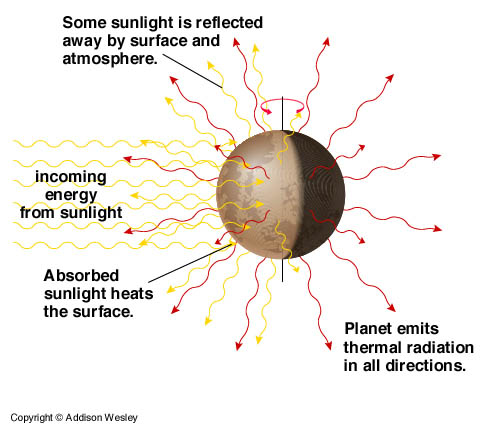 Some sunlight is reflected
away by surface and
atmosphere.
incoming
energy
from sunlight
Absorbed
sunlight heats
the surface.
Planet emits
thermal radiation
in all directions.
Copyright © Addison Wesley